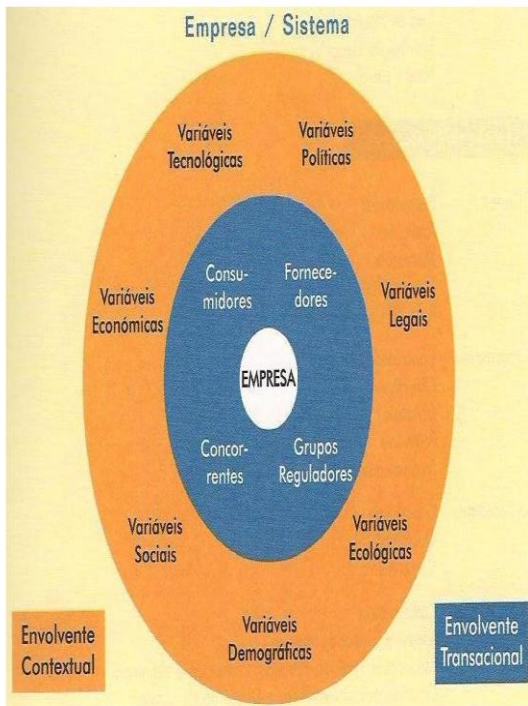 Empresa / Sistema
Variáveis
Tecnológicas
Variáveis
Políticas
Consu-
midores
Fornece-
dores
Variáveis
Económicas
Variáveis
Legais
EMPRESA
Concor-
rentes
Grupos
Reguladores
Variáveis
Sociais
Variáveis
Ecológicas
Variáveis
Demográficas
Envolvente
Contextual
Envolvente
Transacional